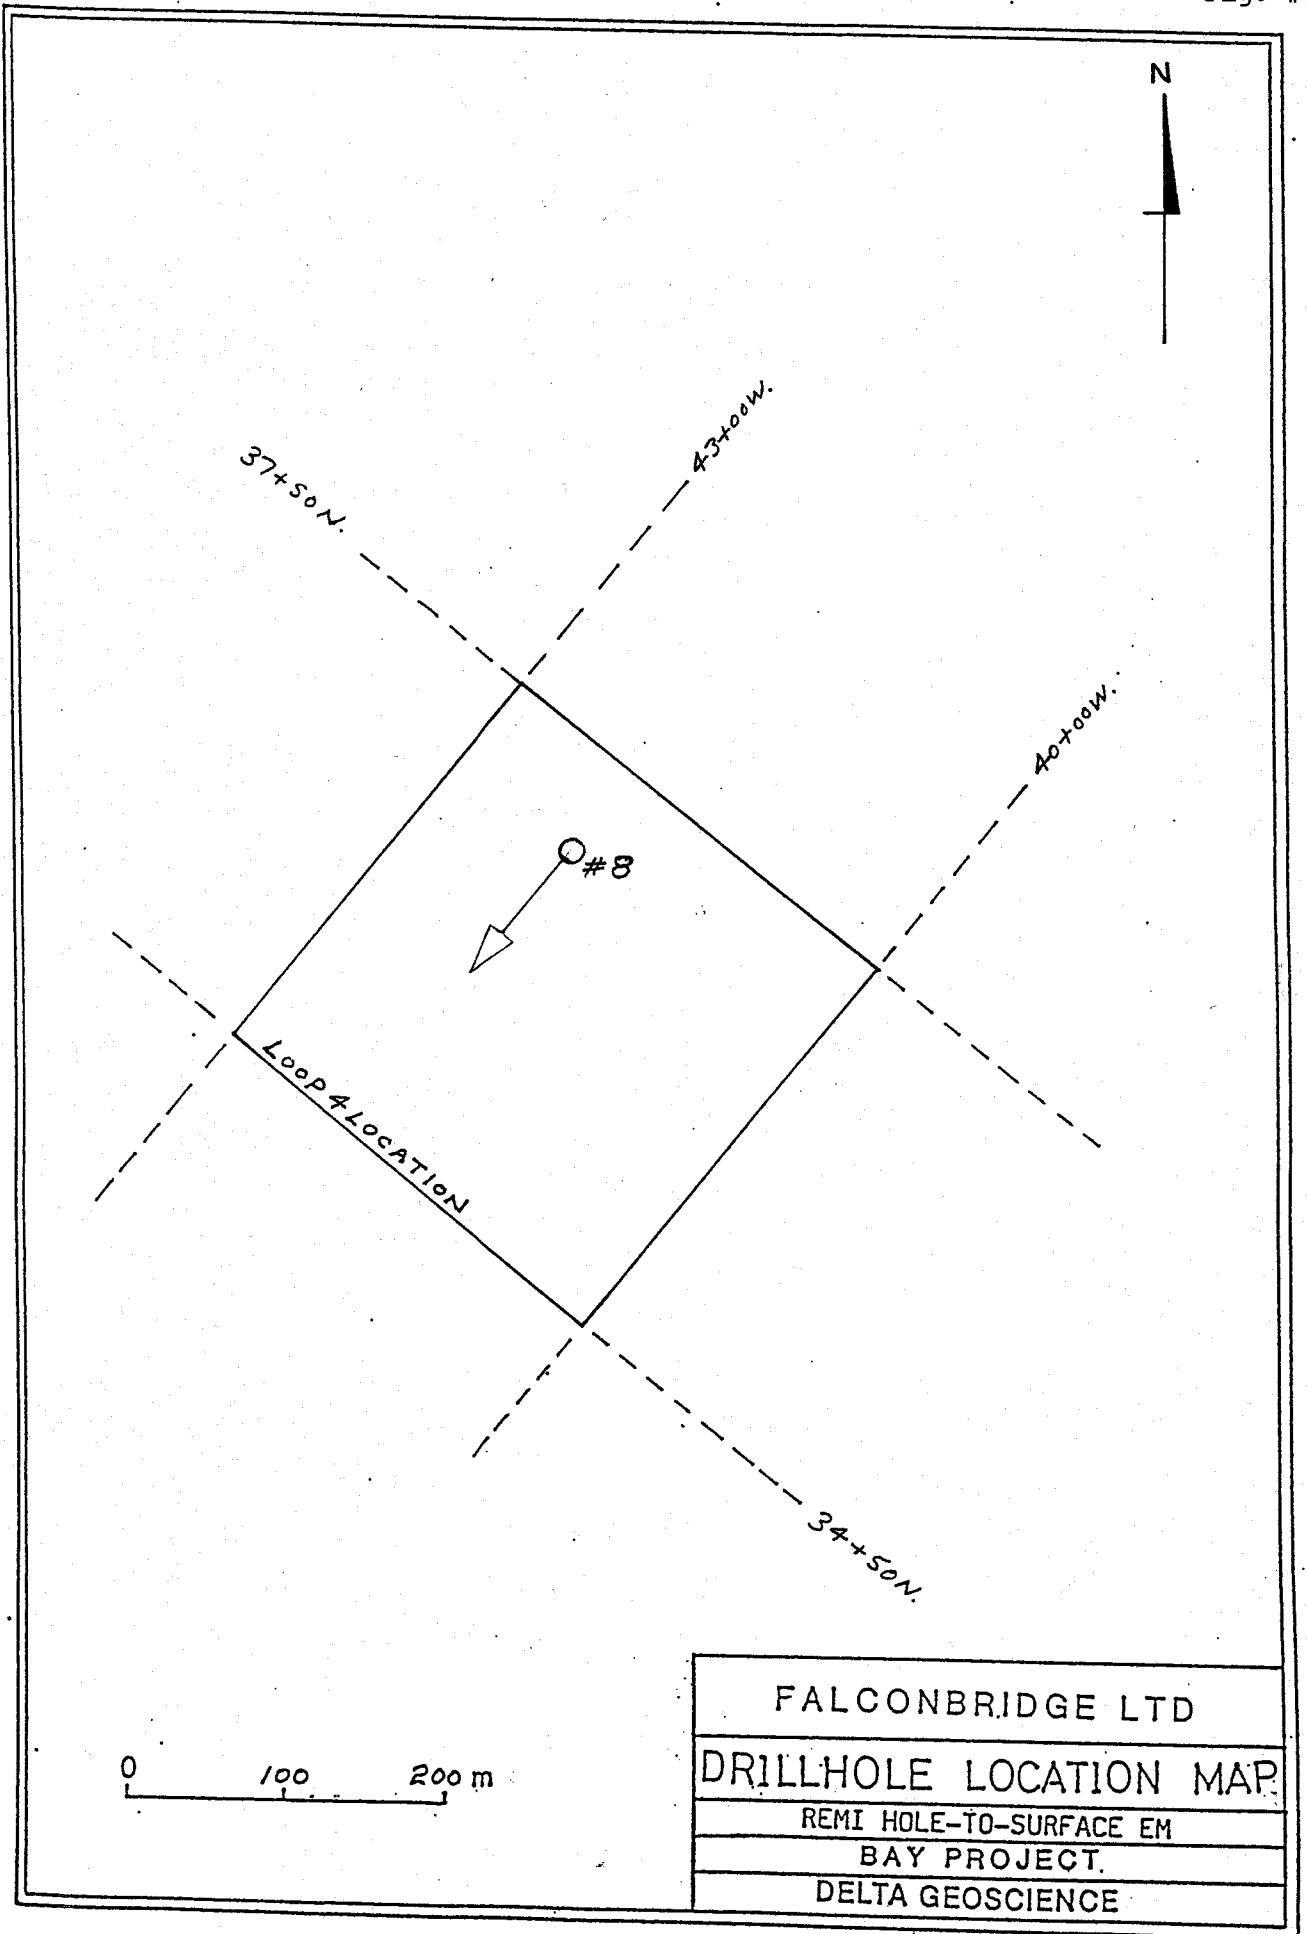 N
43+00W.
37+50N.
40+00W.
#8
LOOP 4 LOCATION
34+50N.
0 100 200m
FALCONBRIDGE LTD
DRILLHOLE LOCATION MAP
REMI HOLE-TO-SURFACE EM
BAY PROJECT.
DELTA GEOSCIENCE